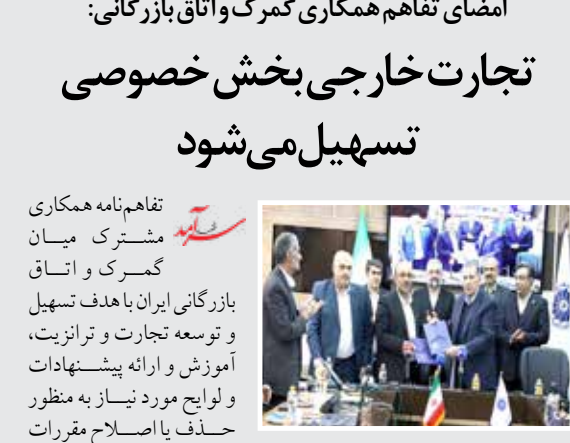 امضای تفاهم همکاری گمرک و اتاق بازرگانی:
تجارت خارجی بخش خصوصی
تسهیل می‌شود
سرآمد
تفاهم‌نامه همکاری
مشترک میان
گمرک و اتاق
بازرگانی ایران با هدف تسهیل
و توسعه تجارت و ترانزیت،
آموزش و ارائه پیشنهادات
و لوایح مورد نیاز به منظور
حذف یا اصلاح مقررات